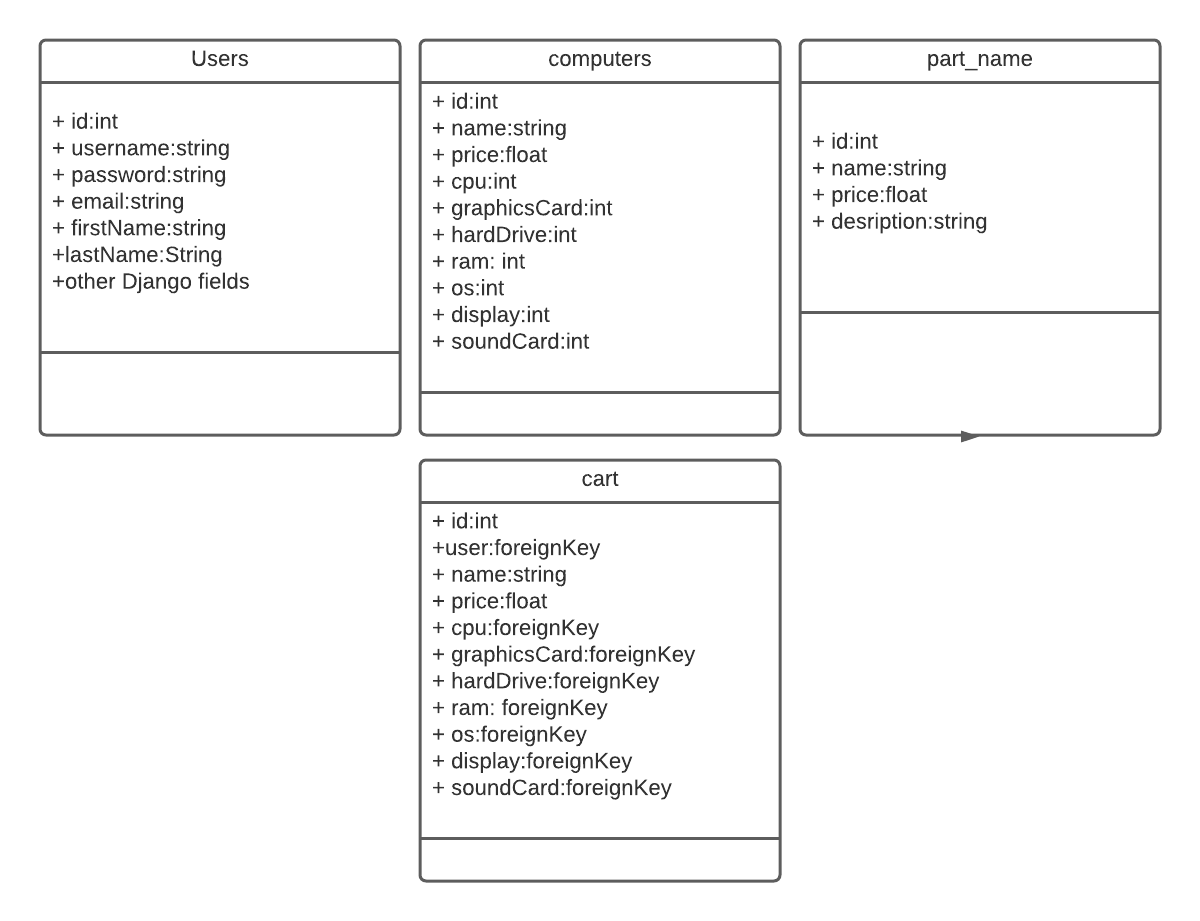 Users
+ id:int
+ username:string
+ password:string
+ email:string
+ firstName:string
+lastName:String
+other Django fields
computers
+ id:int
+ name:string
+ price:float
+ cpu:int
+ graphicsCard:int
+ hardDrive:int
+ ram: int
+ os:int
+ display:int
+ soundCard:int
part_name
+ id:int
+ name:string
+ price:float
+ desription:string
cart
+ id:int
+user:foreignKey
+ name:string
+ price:float
+ cpu:foreignKey
+ graphicsCard:foreignKey
+ hardDrive:foreignKey
+ ram: foreignKey
+ os:foreignKey
+ display:foreignKey
+ soundCard:foreignKey